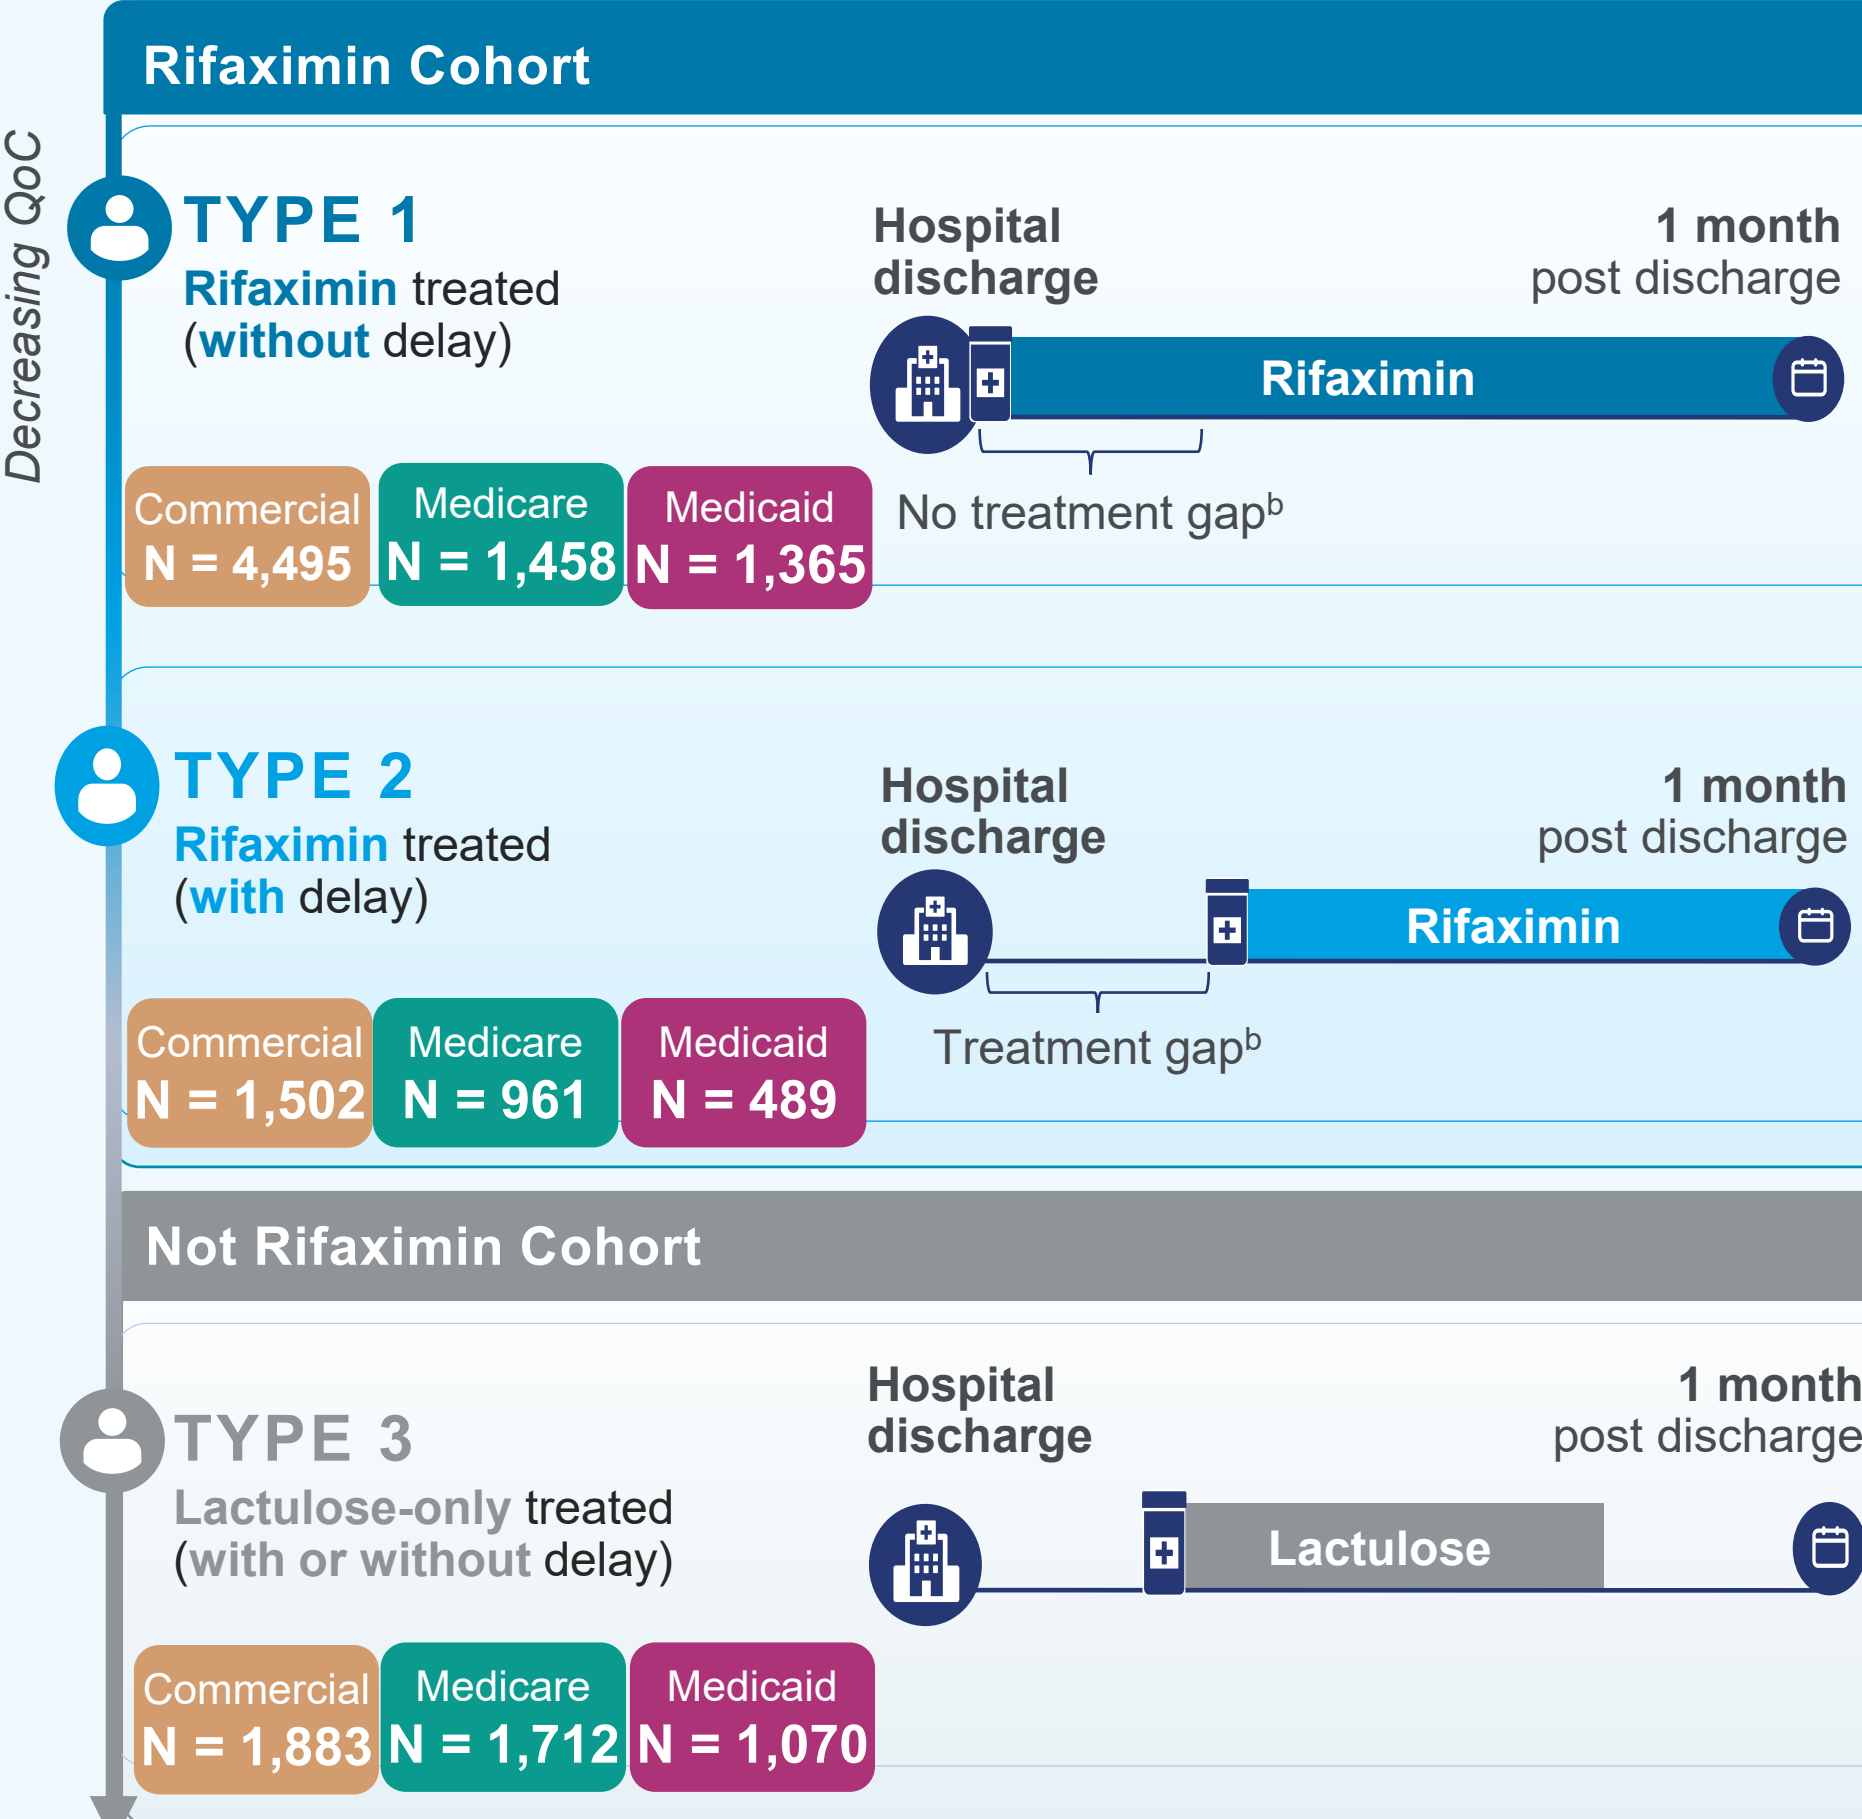 Decreasing QoC
Rifaximin Cohort
TYPE 1
Rifaximin treated
(without delay)
Hospital
discharge
1 month
post discharge
Rifaximin
No treatment gapᵇ
Commercial
N = 4,495
Medicare
N = 1,458
Medicaid
N = 1,365
TYPE 2
Rifaximin treated
(with delay)
Hospital
discharge
1 month
post discharge
Rifaximin
Treatment gapᵇ
Commercial
N = 1,502
Medicare
N = 961
Medicaid
N = 489
Not Rifaximin Cohort
TYPE 3
Lactulose-only treated
(with or without delay)
Hospital
discharge
1 month
post discharge
Lactulose
Commercial
N = 1,883
Medicare
N = 1,712
Medicaid
N = 1,070